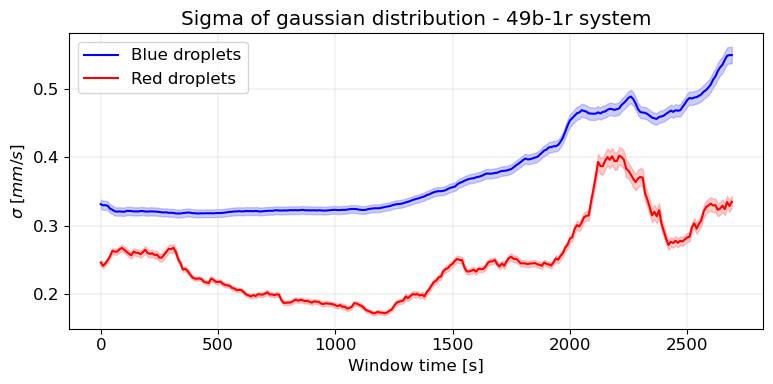 Sigma of gaussian distribution - 49b-1r system
Blue droplets
Red droplets
σ [mm/s]
0.5
0.4
0.3
0.2
0 500 1000 1500 2000 2500
Window time [s]